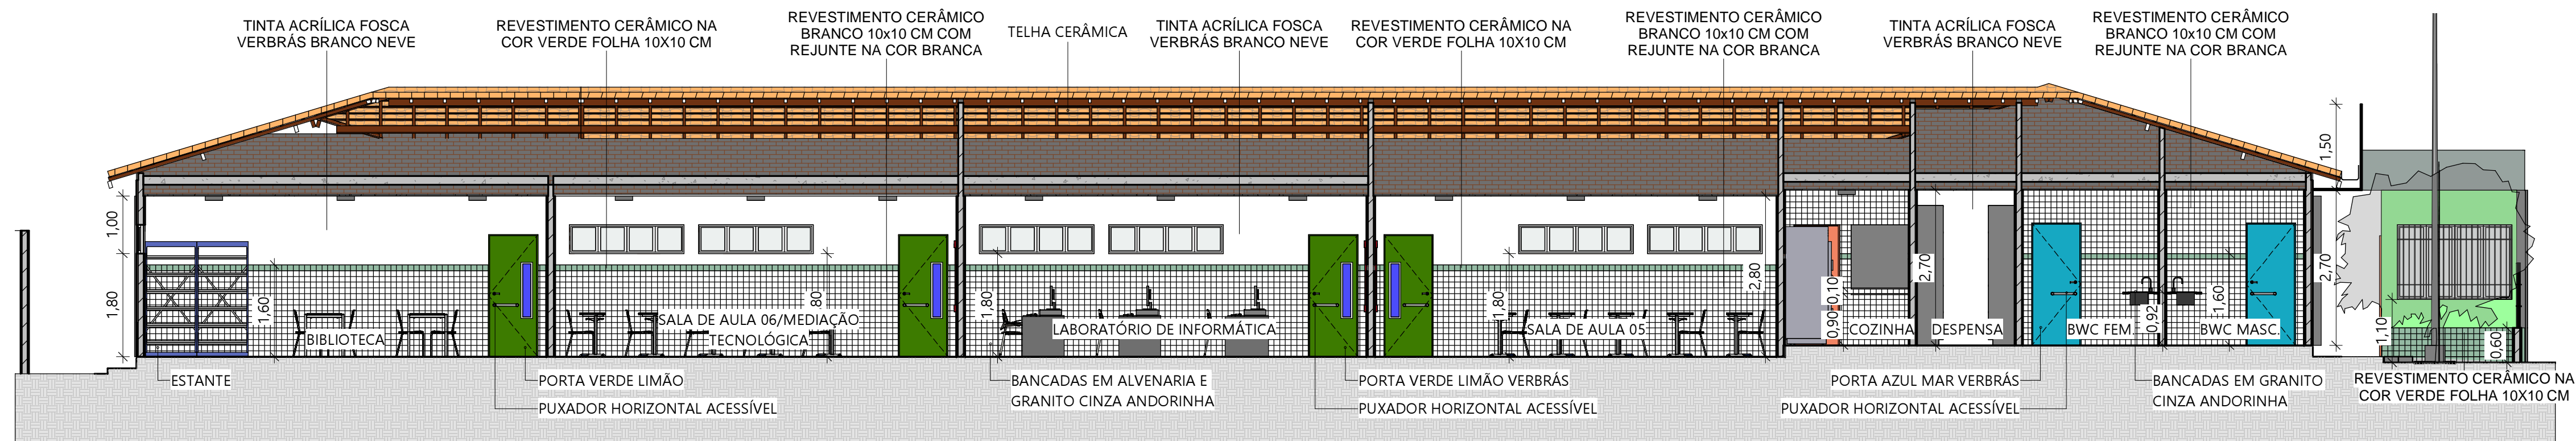 TINTA ACRÍLICA FOSCA
VERBRÁS BRANCO NEVE
REVESTIMENTO CERÂMICO NA
COR VERDE FOLHA 10X10 CM
REVESTIMENTO CERÂMICO
BRANCO 10x10 CM COM
REJUNTE NA COR BRANCA
TELHA CERÂMICA
TINTA ACRÍLICA FOSCA
VERBRÁS BRANCO NEVE
REVESTIMENTO CERÂMICO NA
COR VERDE FOLHA 10X10 CM
REVESTIMENTO CERÂMICO
BRANCO 10x10 CM COM
REJUNTE NA COR BRANCA
TINTA ACRÍLICA FOSCA
VERBRÁS BRANCO NEVE
REVESTIMENTO CERÂMICO
BRANCO 10x10 CM COM
REJUNTE NA COR BRANCA
1,50
1,00
1,80
1,60
BIBLIOTECA
SALA DE AULA 06/MEDIAÇÃO
TECNOLÓGICA
,80
1,80
LABORATÓRIO DE INFORMÁTICA
1,80
SALA DE AULA 05
2,80
0,90
0,10
COZINHA
2,70
DESPENSA
BWC FEM.
0,92
1,60
BWC MASC.
2,70
1,10
0,60
ESTANTE
PORTA VERDE LIMÃO
PUXADOR HORIZONTAL ACESSÍVEL
BANCADAS EM ALVENARIA E
GRANITO CINZA ANDORINHA
PORTA VERDE LIMÃO VERBRÁS
PUXADOR HORIZONTAL ACESSÍVEL
PORTA AZUL MAR VERBRÁS
PUXADOR HORIZONTAL ACESSÍVEL
BANCADAS EM GRANITO
CINZA ANDORINHA
REVESTIMENTO CERÂMICO NA
COR VERDE FOLHA 10X10 CM